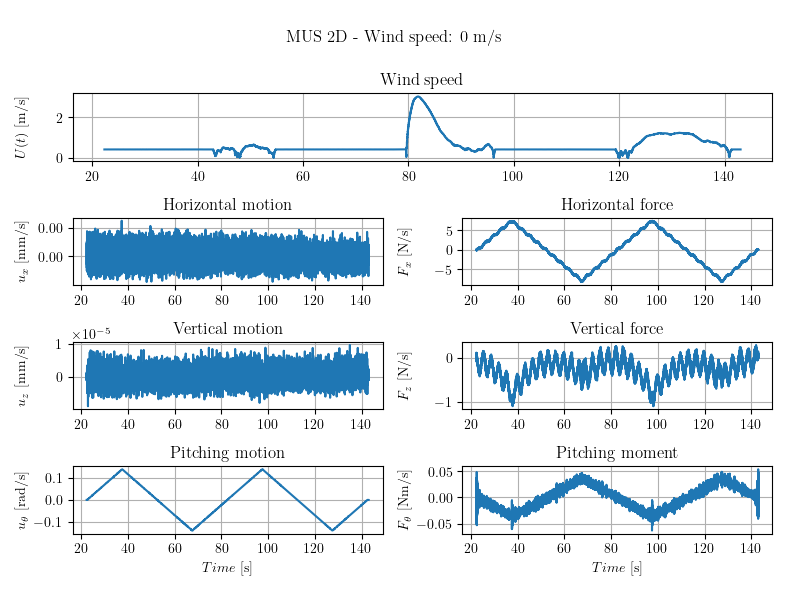 MUS 2D - Wind speed: 0 m/s
Wind speed
U(t) [m/s]
2
0
20 40 60 80 100 120 140
Horizontal motion
u_x [mm/s]
0.00
0.00
20 40 60 80 100 120 140
Horizontal force
F_x [N/s]
5
0
−5
20 40 60 80 100 120 140
Vertical motion
×10⁻⁵
u_z [mm/s]
1
0
20 40 60 80 100 120 140
Vertical force
F_z [N/s]
0
−1
20 40 60 80 100 120 140
Pitching motion
u_θ [rad/s]
0.1
0.0
−0.1
20 40 60 80 100 120 140
Time [s]
Pitching moment
F_θ [Nm/s]
0.05
0.00
−0.05
20 40 60 80 100 120 140
Time [s]